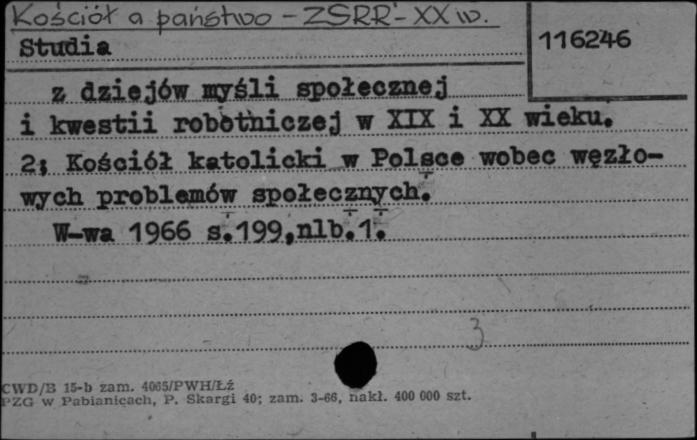 Kościół a państwo - ZSRR - XX w.
Studia
116246
z dziejów myśli społecznej
i kwestii robotniczej w XIX i XX wieku.
2; Kościół katolicki w Polsce wobec węzło-
wych problemów społecznych.
W-wa 1966 s.199,nlb.1.
3
CWD/B 15-b zam. 4065/PWH/Łź
PZG w Pabianicach, P. Skargi 40; zam. 3-66, nakł. 400 000 szt.